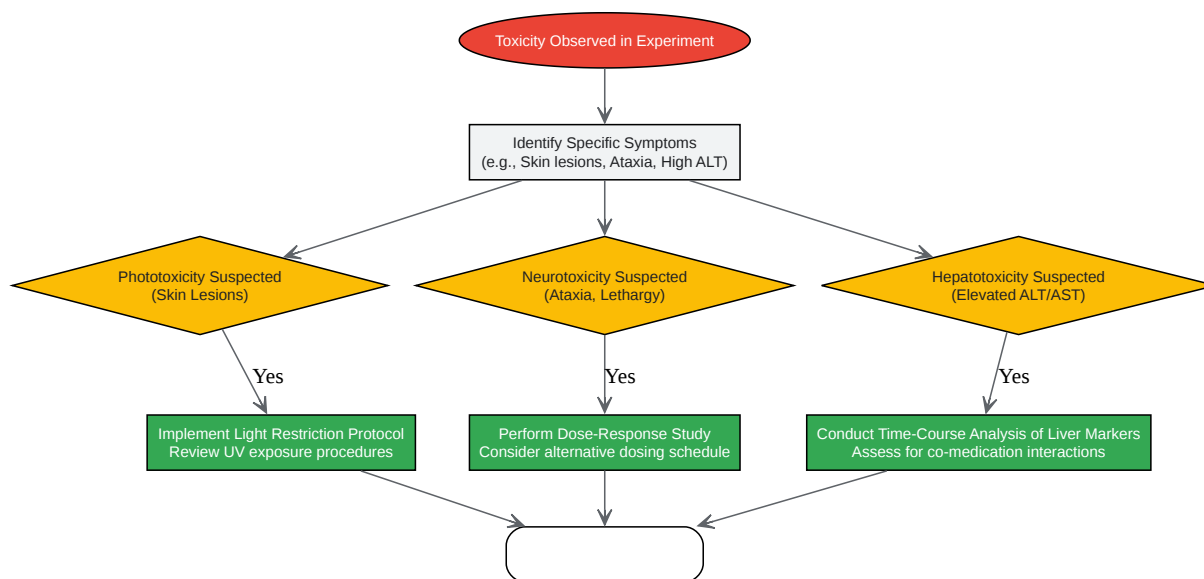 Toxicity Observed in Experiment
Identify Specific Symptoms
(e.g., Skin lesions, Ataxia, High ALT)
Phototoxicity Suspected
(Skin Lesions)
Neurotoxicity Suspected
(Ataxia, Lethargy)
Hepatotoxicity Suspected
(Elevated ALT/AST)
Yes
Yes
Yes
Implement Light Restriction Protocol
Review UV exposure procedures
Perform Dose-Response Study
Consider alternative dosing schedule
Conduct Time-Course Analysis of Liver Markers
Assess for co-medication interactions